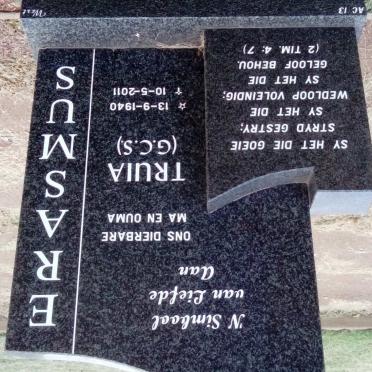 'N Simbool
van Liefde
Aan
ONS DIERBARE
MA EN OUMA
TRUIA
(G.C.S)
☆ 13-9-1940
✝ 10-5-2011
ERASMUS
SY HET DIE GOEIE
STRYD GESTRY;
SY HET DIE
WEDLOOP VOLEINDIG;
SY HET DIE
GELOOF BEHOU.
(2 TIM. 4: 7)
AC 13
West